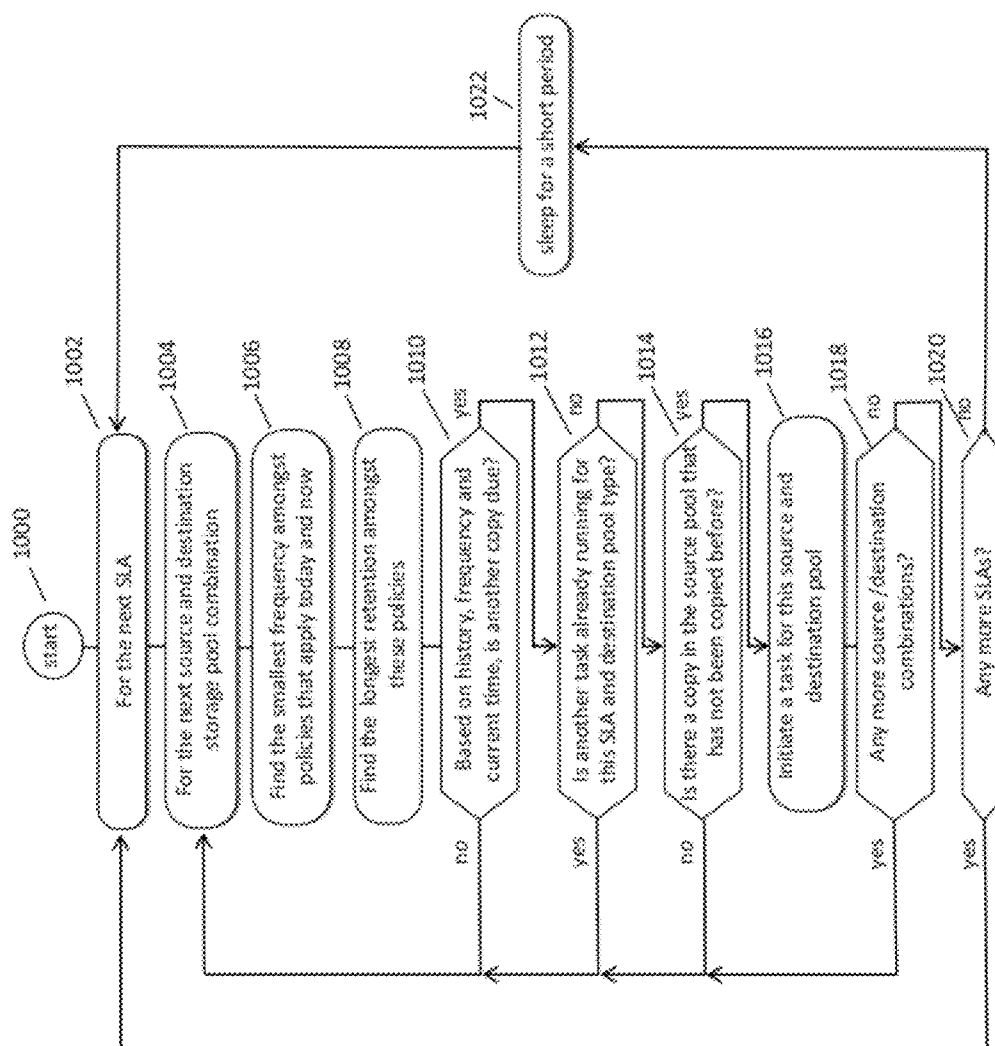 1000
start
1002
For the next SLA
1004
For the next source and destination
storage pool combination
1006
Find the smallest frequency amongst
policies that apply today and now
1008
Find the longest retention amongst
these policies
1010
Based on history, frequency and
current time, is another copy due?
no
yes
1012
Is another task already running for
this SLA and destination pool type?
yes
no
1014
Is there a copy in the source pool that
has not been copied before?
no
yes
1016
Initiate a task for this source and
destination pool
1018
Any more source / destination
combinations?
yes
no
1020
Any more SLAs?
yes
no
1022
sleep for a short period